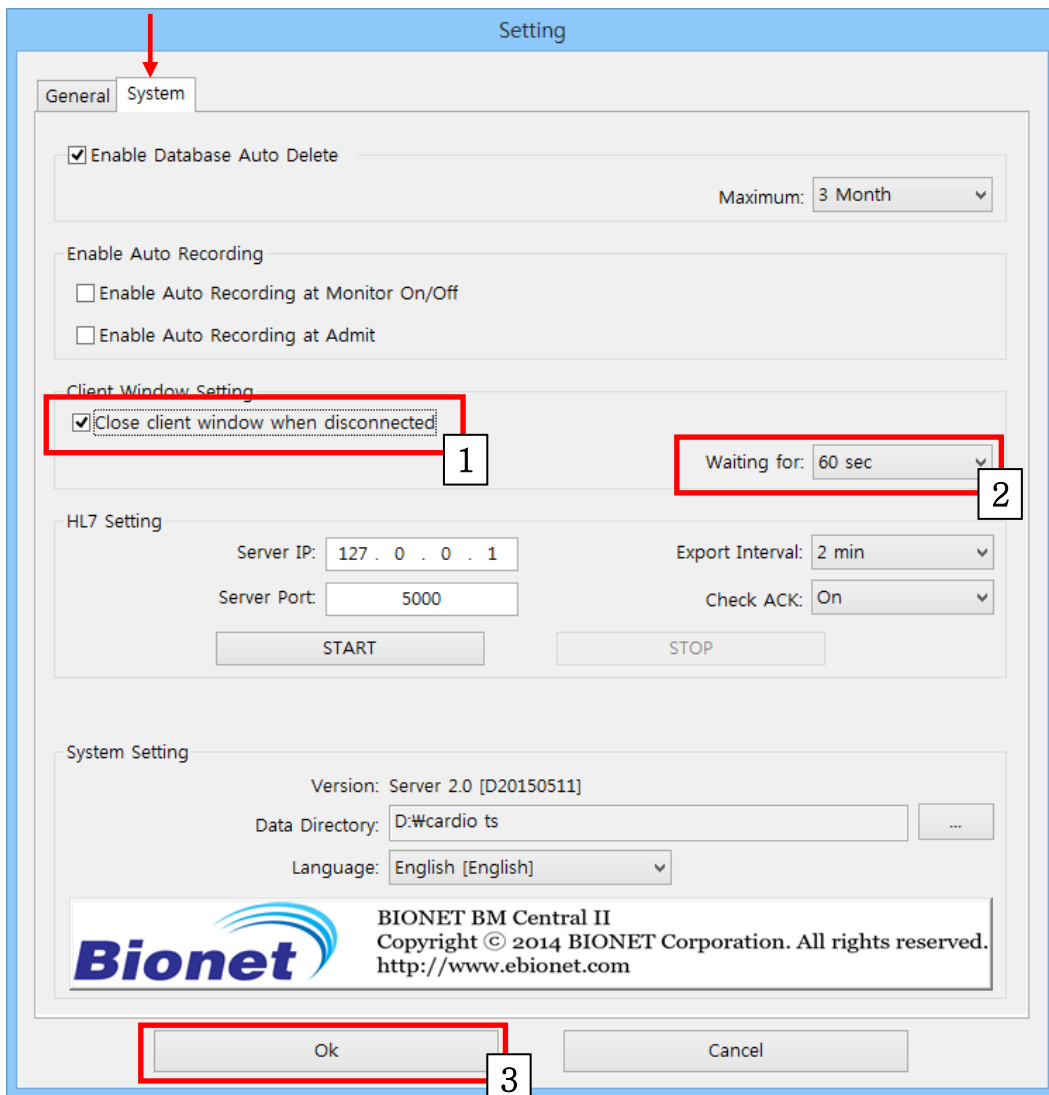 Setting
General System
Enable Database Auto Delete
Maximum: 3 Month
Enable Auto Recording
Enable Auto Recording at Monitor On/Off
Enable Auto Recording at Admit
Client Window Setting
Close client window when disconnected
1
Waiting for: 60 sec
2
HL7 Setting
Server IP: 127 . 0 . 0 . 1 Export Interval: 2 min
Server Port: 5000 Check ACK: On
START STOP
System Setting
Version: Server 2.0 [D20150511]
Data Directory: D:₩cardio ts ...
Language: English [English]
Bionet
BIONET BM Central II
Copyright ⓒ 2014 BIONET Corporation. All rights reserved.
http://www.ebionet.com
Ok Cancel
3